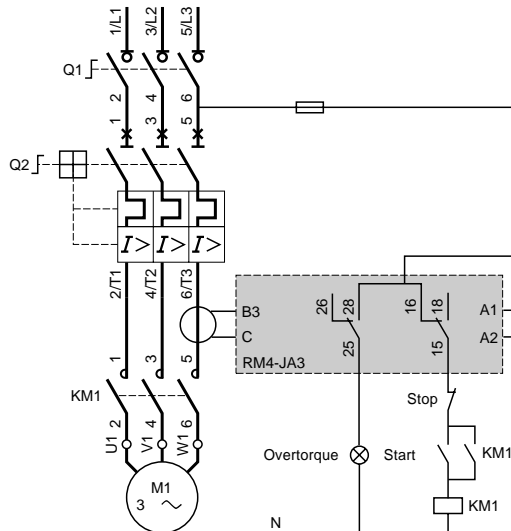 1/L1 3/L2 5/L3
Q1
2 4 6
1 3 5
Q2
I> I> I>
2/T1 4/T2 6/T3
B3 26 28 16 18 A1
C 25 15 A2
RM4-JA3
1 3 5
KM1
Stop
2 4 6
U1 V1 W1
Overtorque Start KM1
M1
3
KM1
N